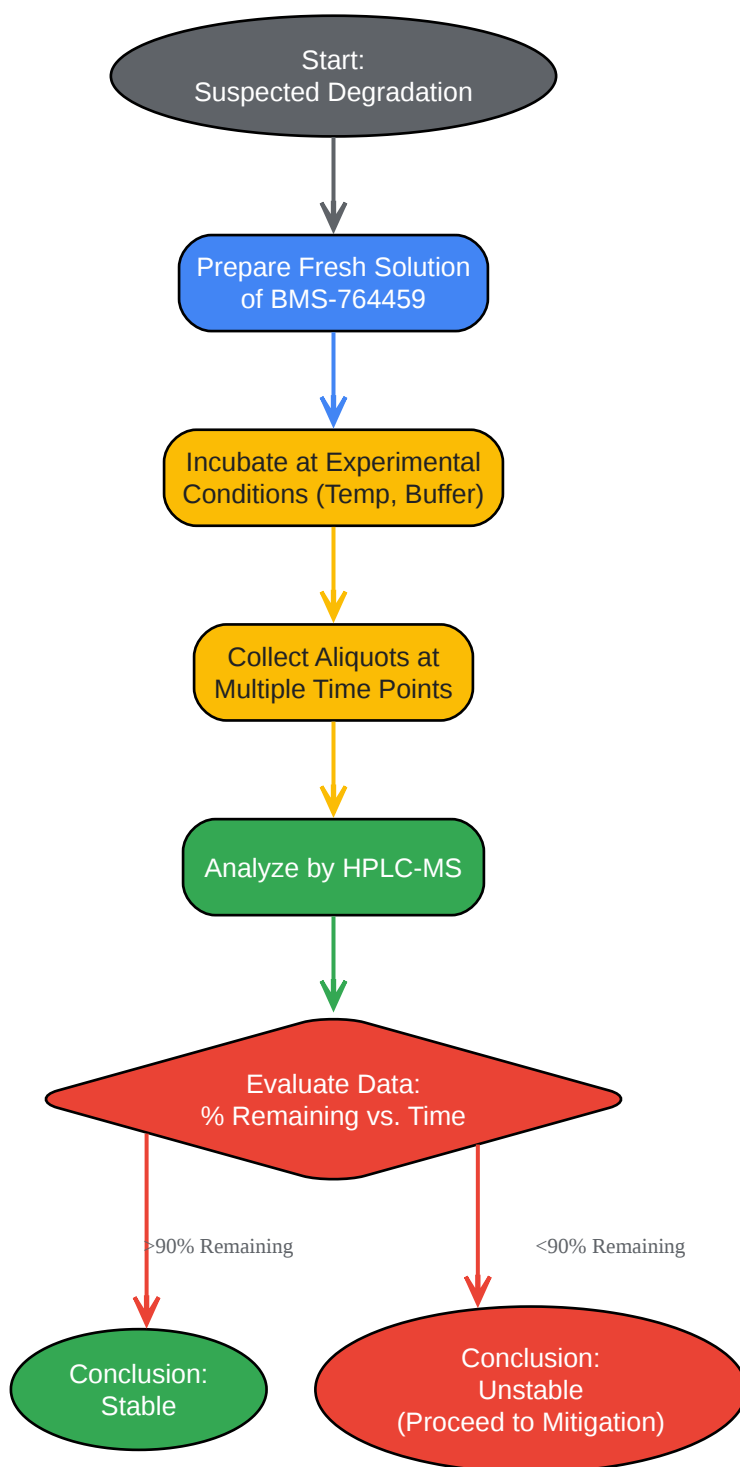 Start:
Suspected Degradation
Prepare Fresh Solution
of BMS-764459
Incubate at Experimental
Conditions (Temp, Buffer)
Collect Aliquots at
Multiple Time Points
Analyze by HPLC-MS
Evaluate Data:
% Remaining vs. Time
>90% Remaining
<90% Remaining
Conclusion:
Stable
Conclusion:
Unstable
(Proceed to Mitigation)